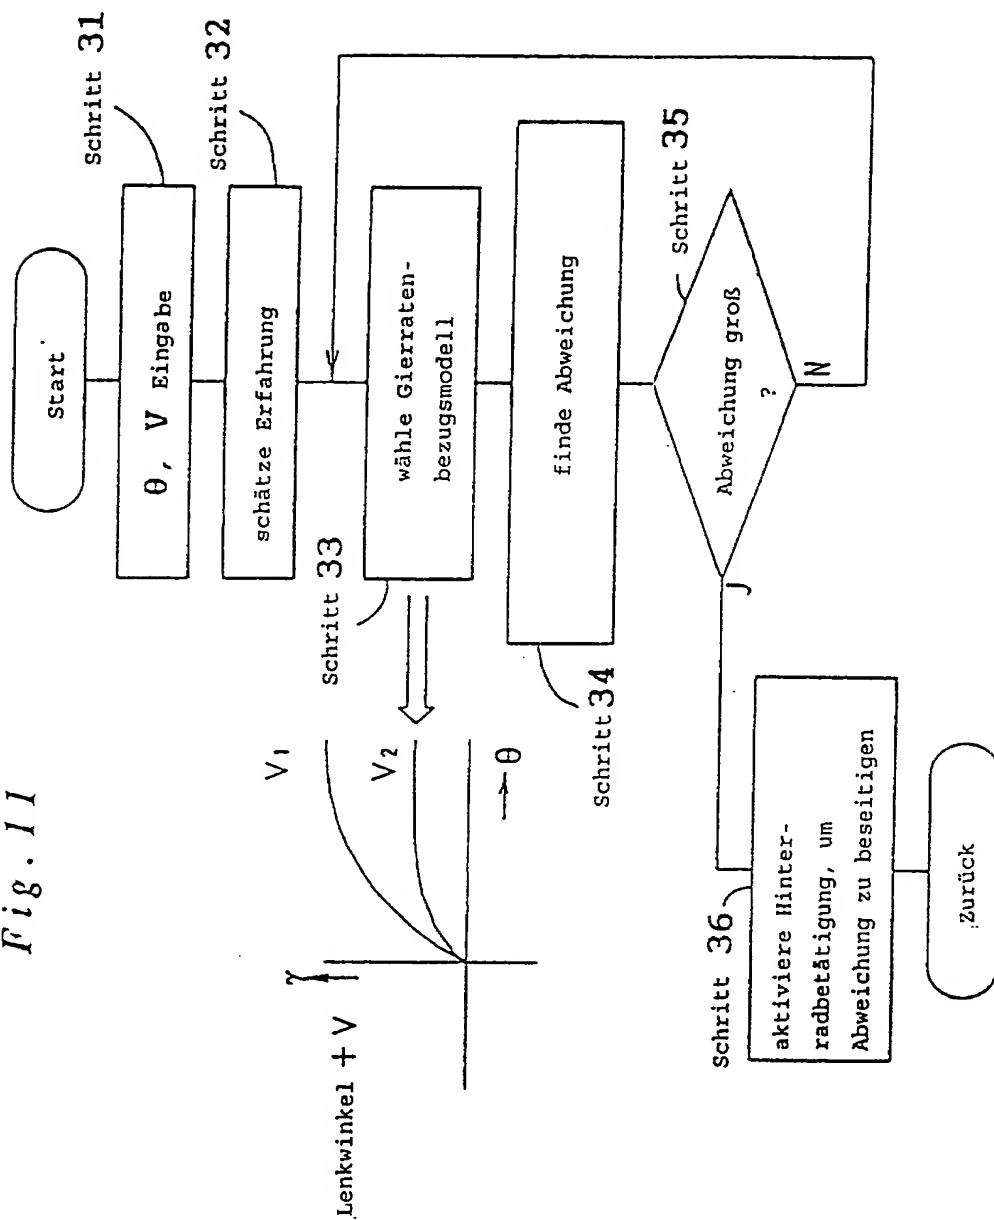 Fig. 11
Start
Schritt 31
θ, V Eingabe
Schritt 32
schätze Erfahrung
Schritt 33
wähle Gierraten-
bezugsmodell
Lenkwinkel + V
γ
V1
V2
θ
Schritt 34
finde Abweichung
Schritt 35
Abweichung groß
?
N
J
Schritt 36
aktiviere Hinter-
radbetätigung, um
Abweichung zu beseitigen
Zurück